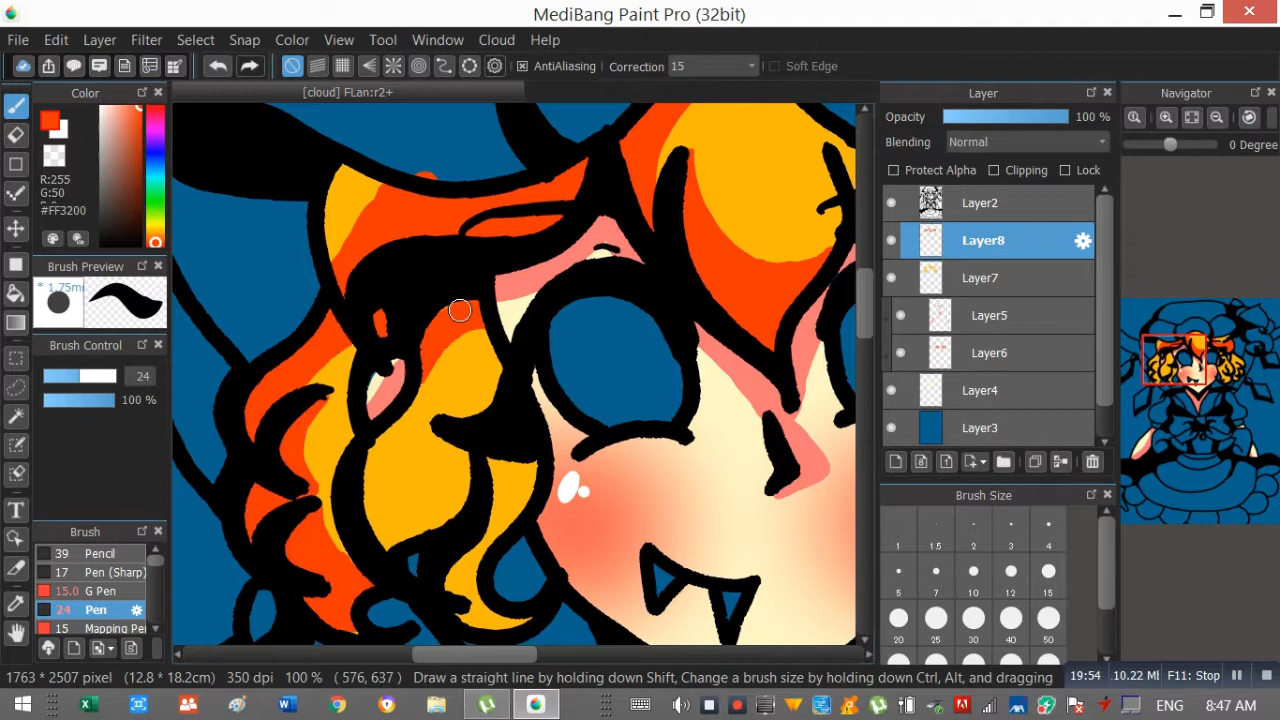 MediBang Paint Pro (32bit)
File Edit Layer Filter Select Snap Color View Tool Window Cloud Help
AntiAliasing Correction 15 Soft Edge
Color
[cloud] FLan:r2+
Layer
Navigator
Opacity 100 %
Blending Normal
0 Degree
Protect Alpha Clipping Lock
R:255
G:50
B:0
#FF3200
Layer2
Layer8
Layer7
Layer5
Layer6
Layer4
Layer3
Brush Preview
* 1.75m
Brush Control
24
100 %
Brush
39 Pencil
17 Pen (Sharp)
15.0 G Pen
24 Pen
15 Mapping Pen
Brush Size
1 1.5 2 3 4
5 7 10 12 15
20 25 30 40 50
1763 * 2507 pixel (12.8 * 18.2cm) 350 dpi 100 % (576, 637) Draw a straight line by holding down Shift, Change a brush size by holding down Ctrl, Alt, and dragging
19:54 10.22 M F11: Stop
ENG 8:47 AM